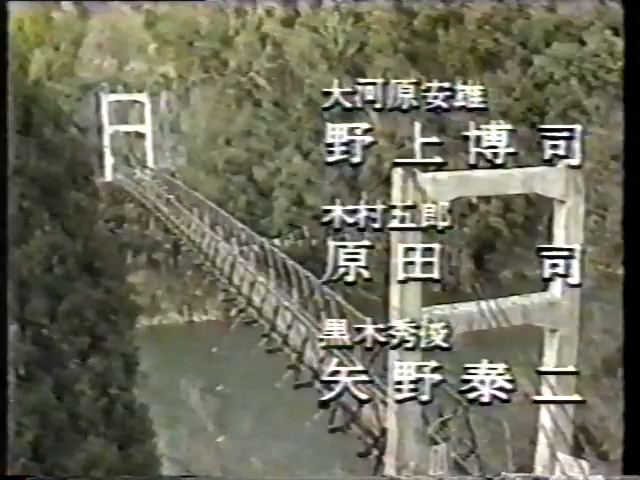 大河原安雄
野上博司
木村五郎
原田 司
黒木秀俊
矢野泰二